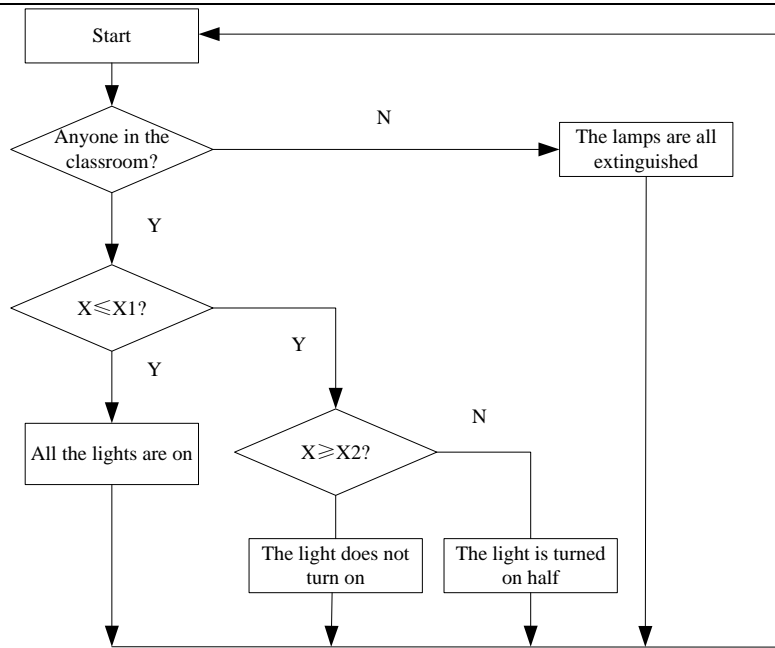 Start
N
Anyone in the
classroom?
The lamps are all
extinguished
Y
X≤X1?
Y
Y
N
All the lights are on
X≥X2?
The light does not
turn on
The light is turned
on half